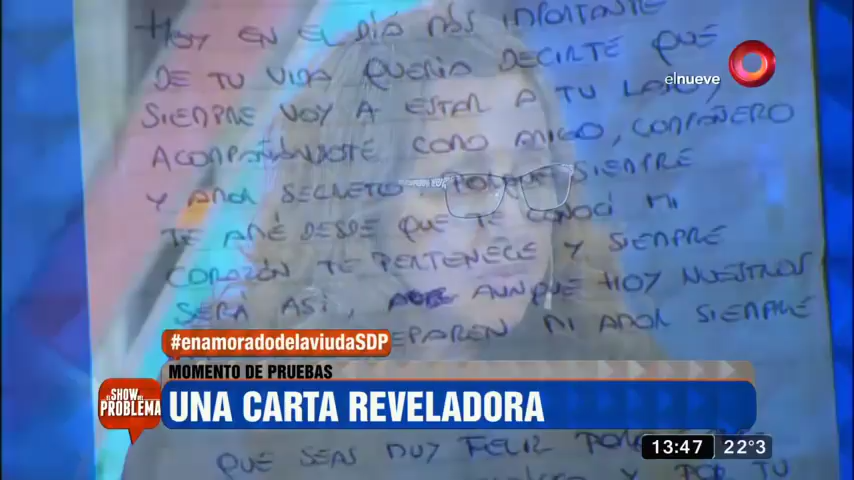 HOY EN EL DÍA MÁS IMPORTANTE
DE TU VIDA QUERIA DECIRTE QUE
SIEMPRE VOY A ESTAR A TU LADO,
ACOMPAÑANDOTE COMO AMIGO, COMPAÑERO
Y AMOR SECRETO. SIEMPRE
TE AMÉ DESDE QUE TE CONOCÍ MI
CORAZÓN TE PERTENECE Y SIEMPRE
SERÁ ASI, AUNQUE HOY NUESTROS
SEPAREN MI AMOR SIEMPRE
QUE SEAS MUY FELIZ
Y POR TU
elnueve
#enamoradodelaviudaSDP
MOMENTO DE PRUEBAS
EL SHOW DEL PROBLEMA
UNA CARTA REVELADORA
13:47 22°3